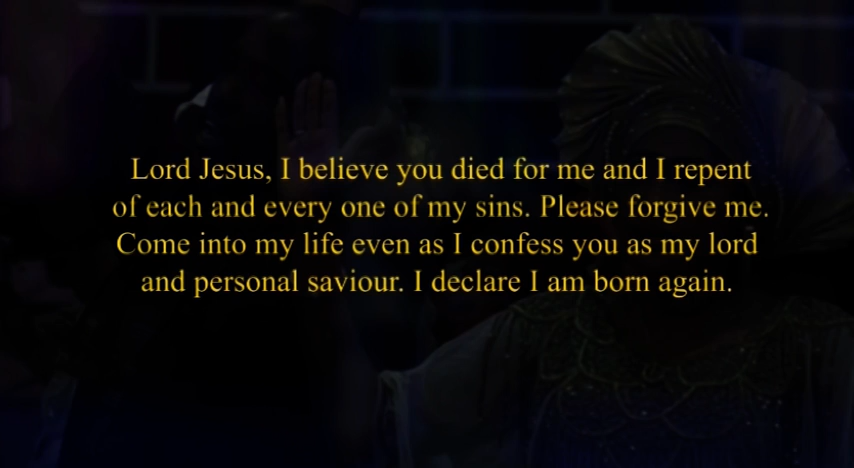 Lord Jesus, I believe you died for me and I repent
of each and every one of my sins. Please forgive me.
Come into my life even as I confess you as my lord
and personal saviour. I declare I am born again.